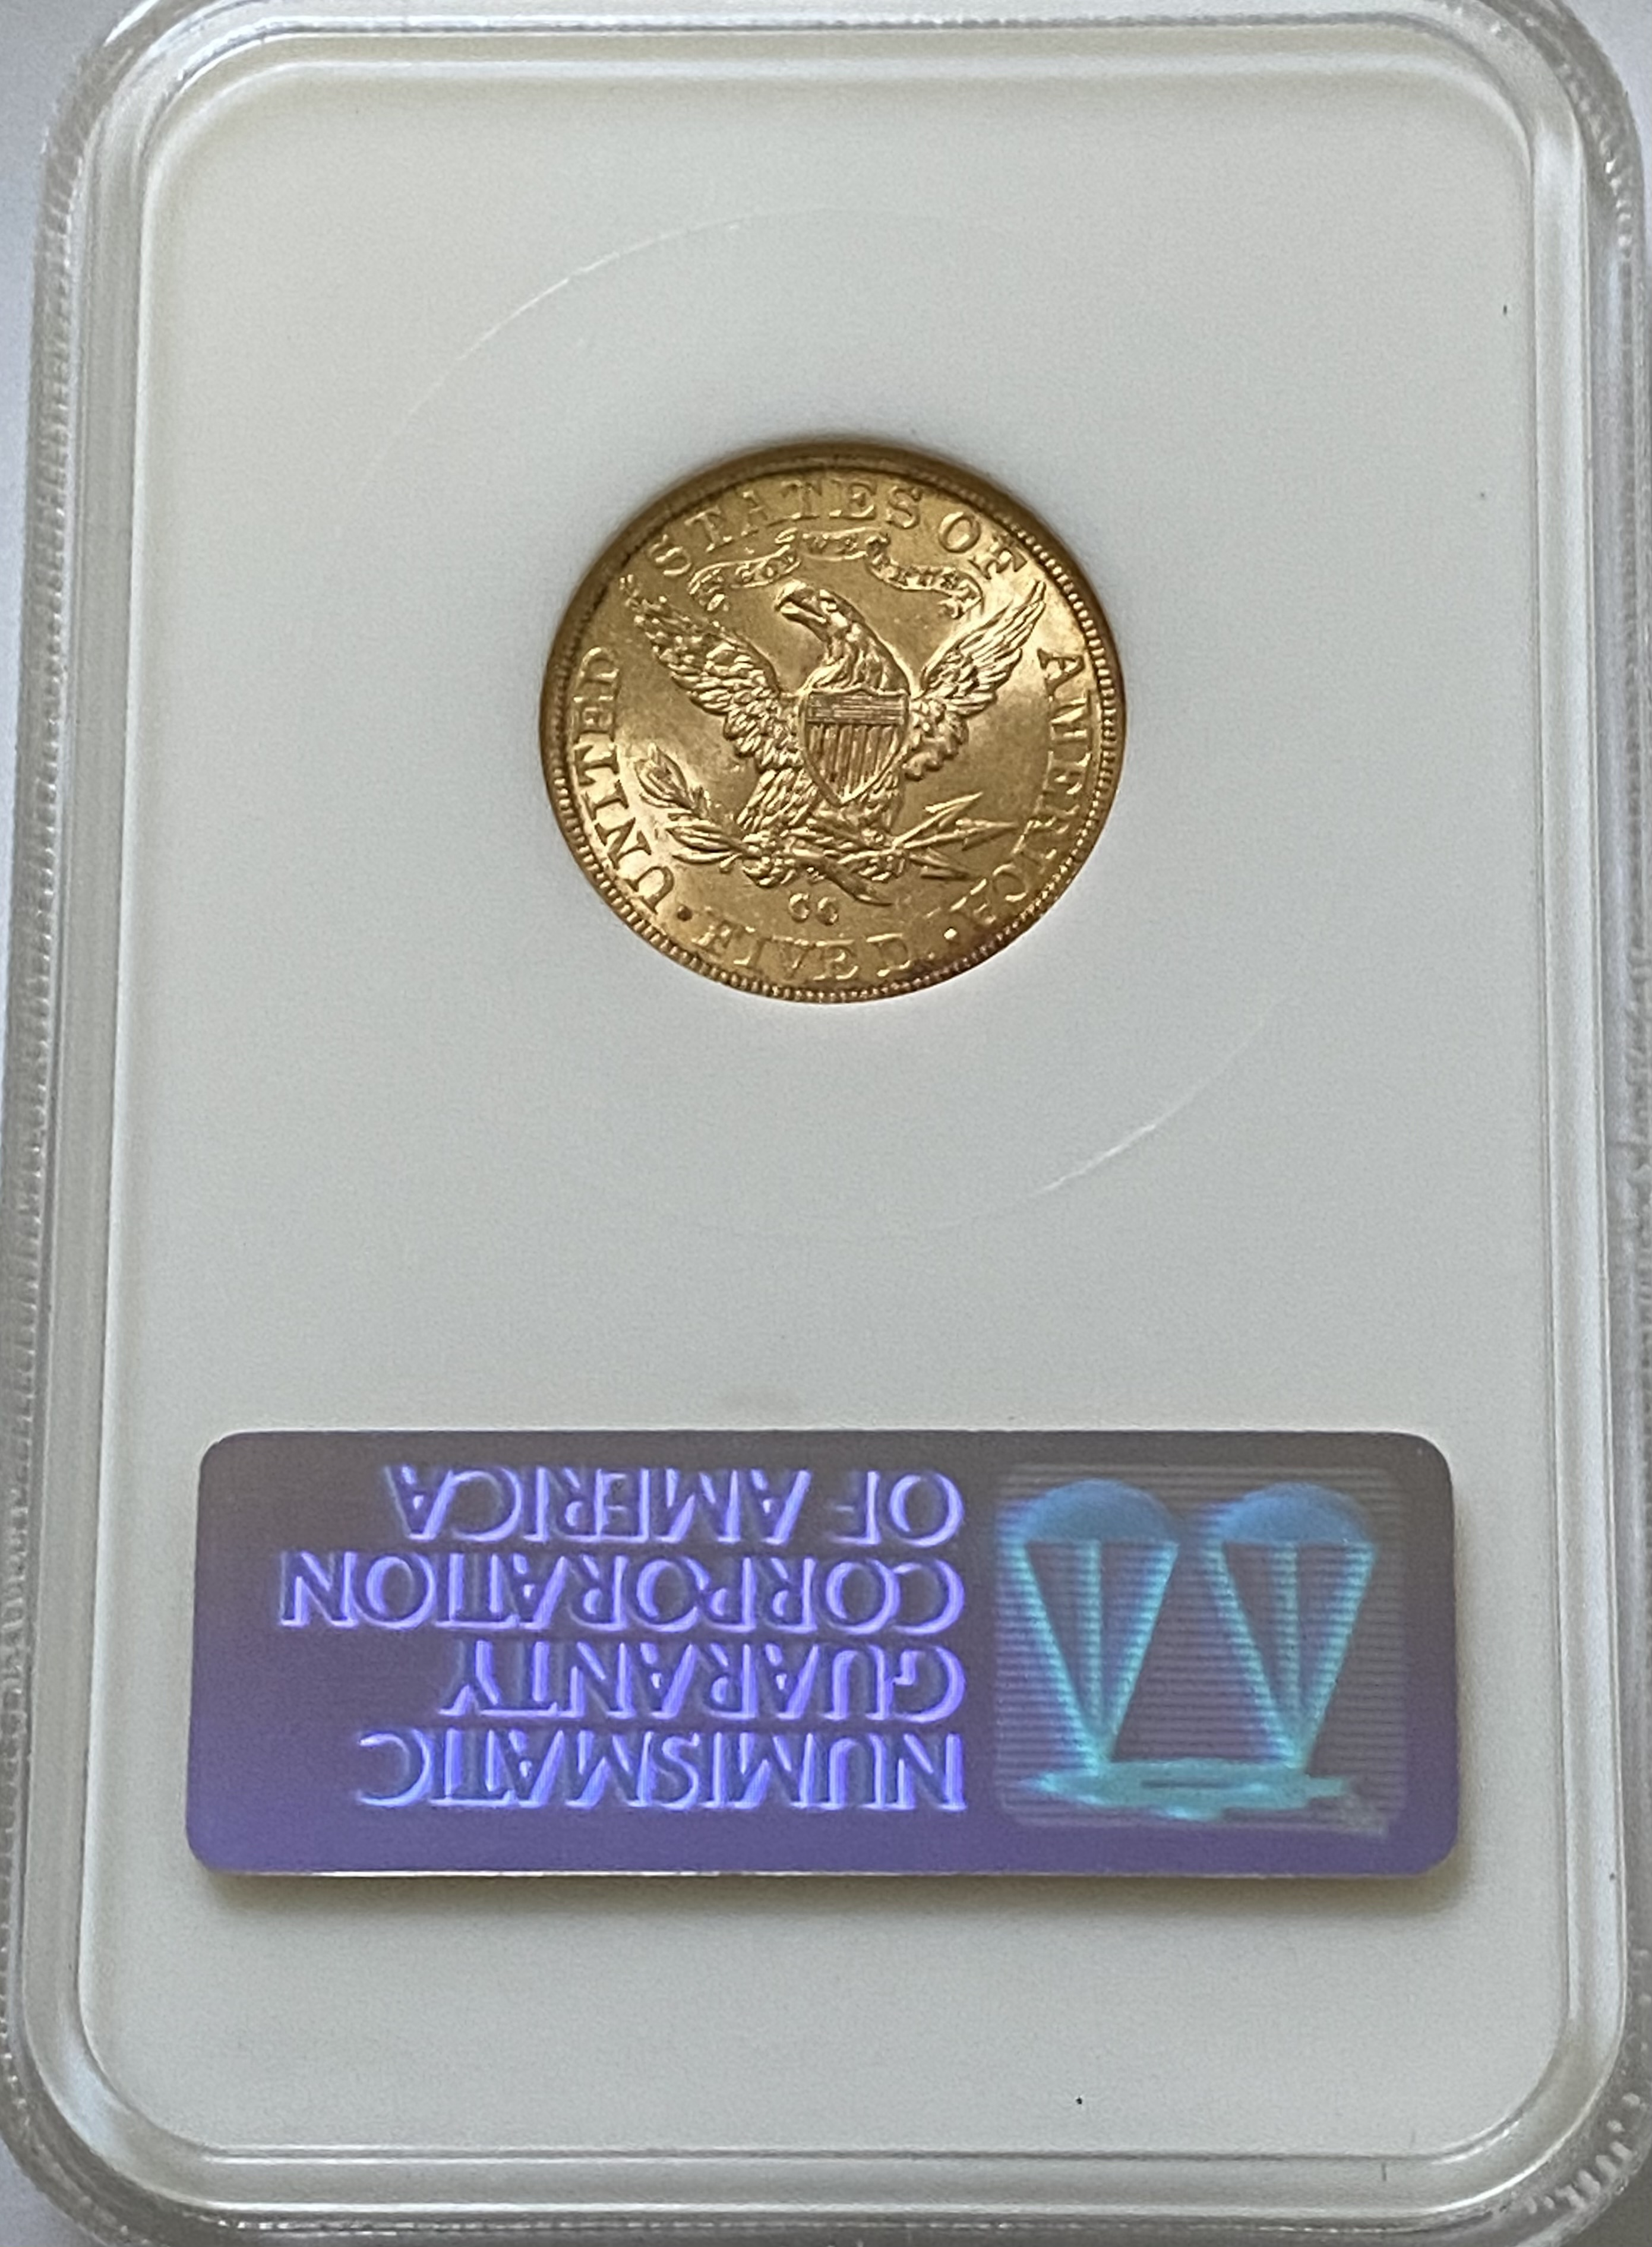 UNITED STATES OF AMERICA
IN GOD WE TRUST
CC
FIVE D.
NUMISMATIC
GUARANTY
CORPORATION
OF AMERICA